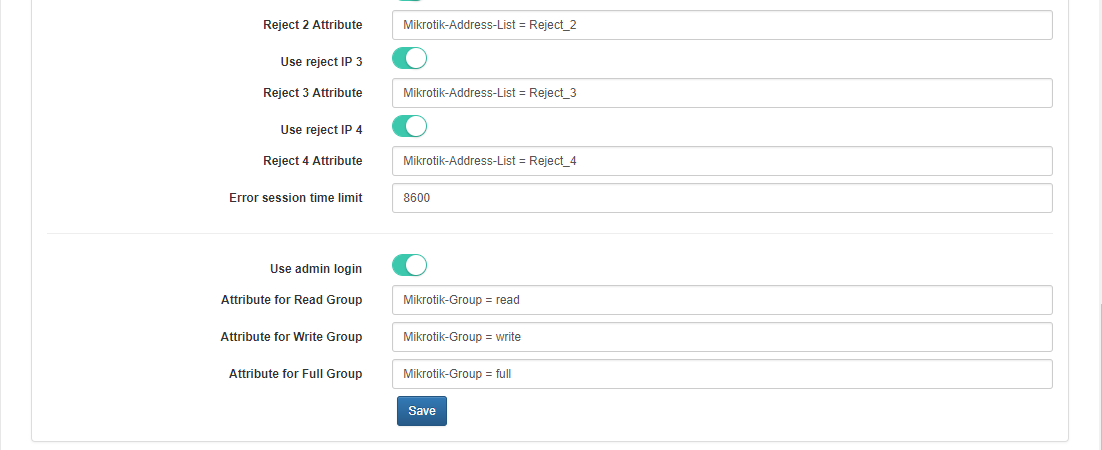 Reject 2 Attribute Mikrotik-Address-List = Reject_2
Use reject IP 3
Reject 3 Attribute Mikrotik-Address-List = Reject_3
Use reject IP 4
Reject 4 Attribute Mikrotik-Address-List = Reject_4
Error session time limit 8600
Use admin login
Attribute for Read Group Mikrotik-Group = read
Attribute for Write Group Mikrotik-Group = write
Attribute for Full Group Mikrotik-Group = full
Save